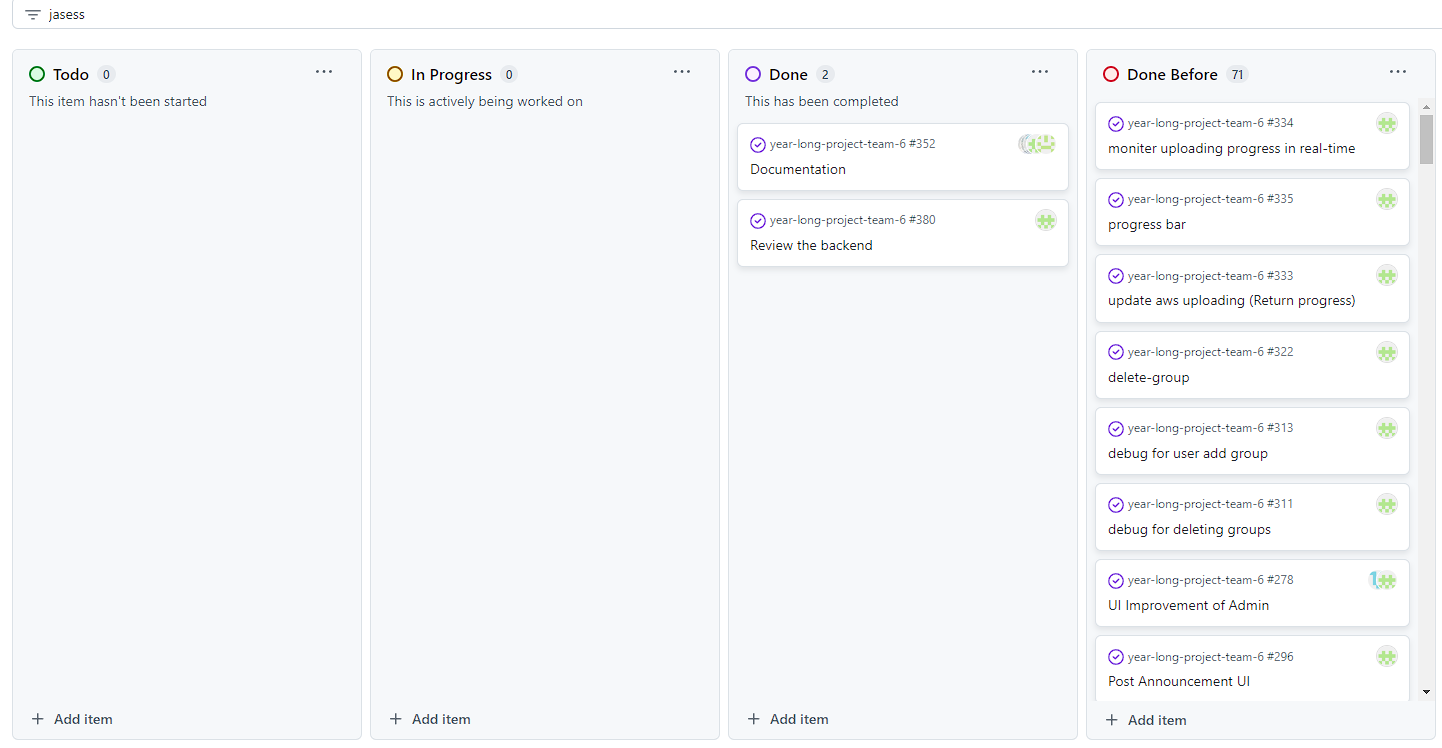 jasess
Todo 0
This item hasn't been started
Add item
In Progress 0
This is actively being worked on
Add item
Done 2
This has been completed
year-long-project-team-6 #352
Documentation
year-long-project-team-6 #380
Review the backend
Add item
Done Before 71
year-long-project-team-6 #334
moniter uploading progress in real-time
year-long-project-team-6 #335
progress bar
year-long-project-team-6 #333
update aws uploading (Return progress)
year-long-project-team-6 #322
delete-group
year-long-project-team-6 #313
debug for user add group
year-long-project-team-6 #311
debug for deleting groups
year-long-project-team-6 #278
UI Improvement of Admin
year-long-project-team-6 #296
Post Announcement UI
Add item